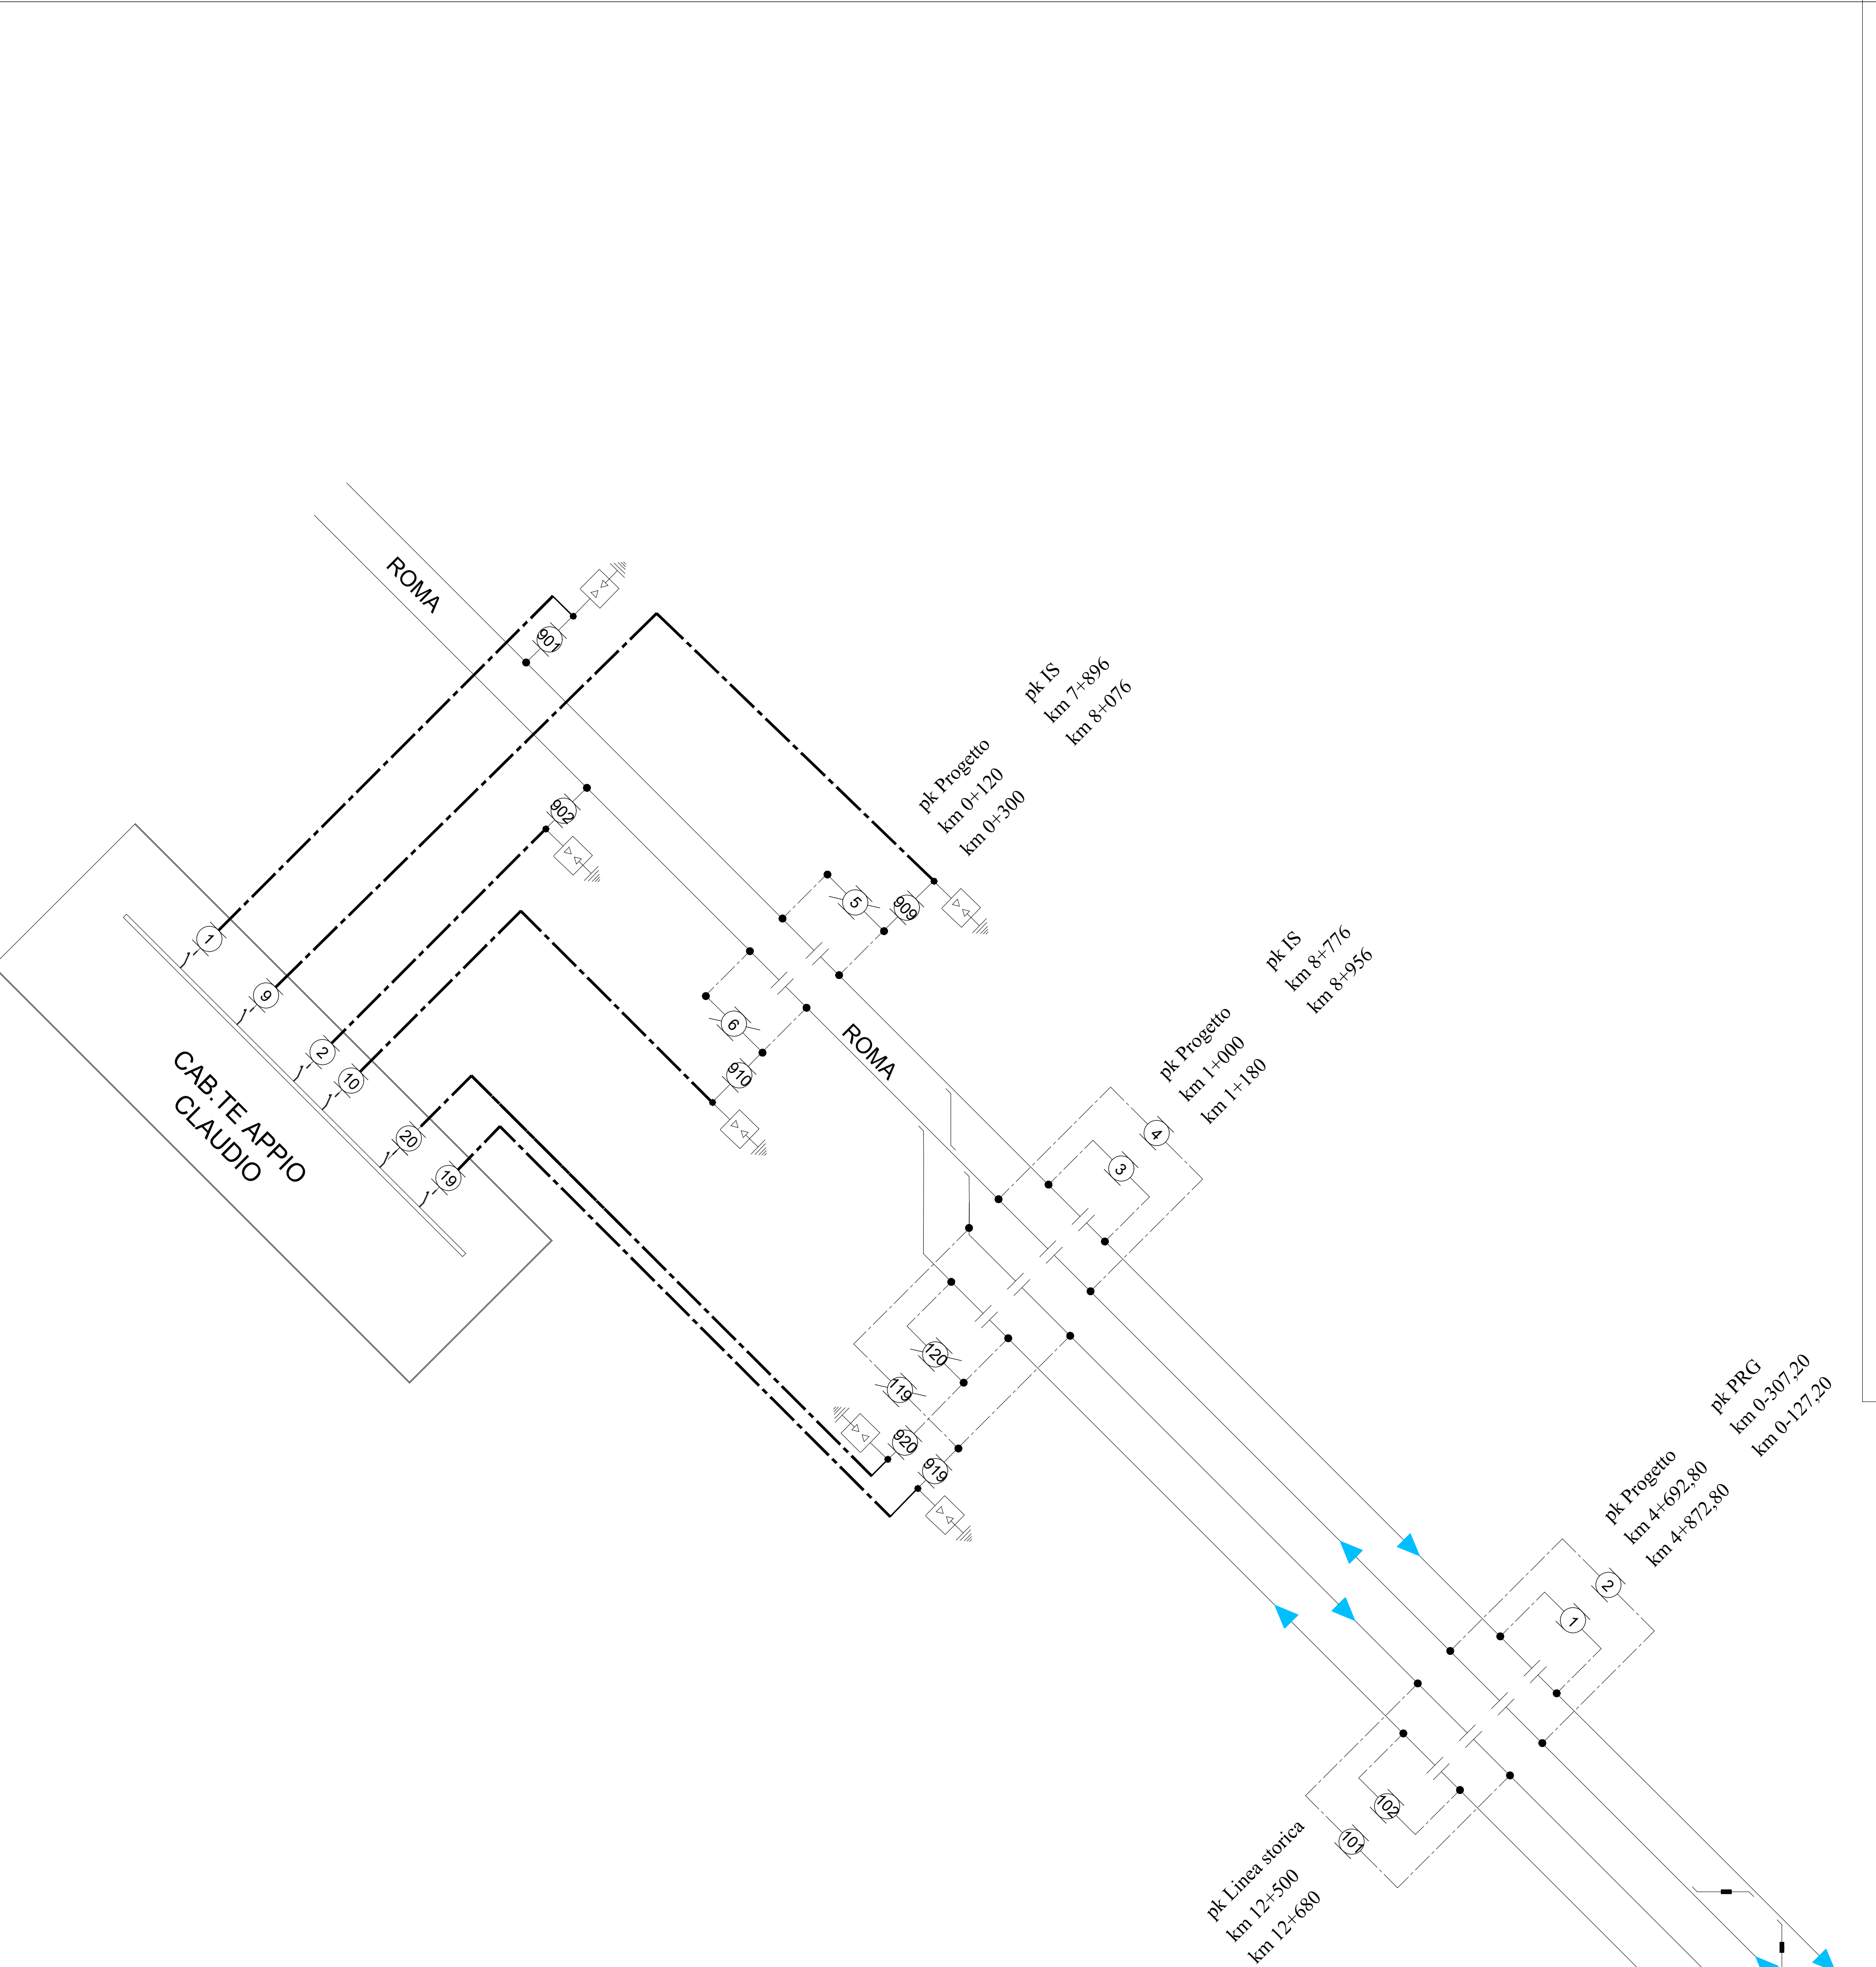 ROMA
901
902
pk IS
km 7+896
km 8+076
pk Progetto
km 0+120
km 0+300
5
909
6
910
1
9
2
10
20
19
CAB.TE APPIO
CLAUDIO
ROMA
pk IS
km 8+776
km 8+956
pk Progetto
km 1+000
km 1+180
4
3
120
119
920
919
pk PRG
km 0-307,20
km 0-127,20
pk Progetto
km 4+692,80
km 4+872,80
2
1
102
101
pk Linea storica
km 12+500
km 12+680